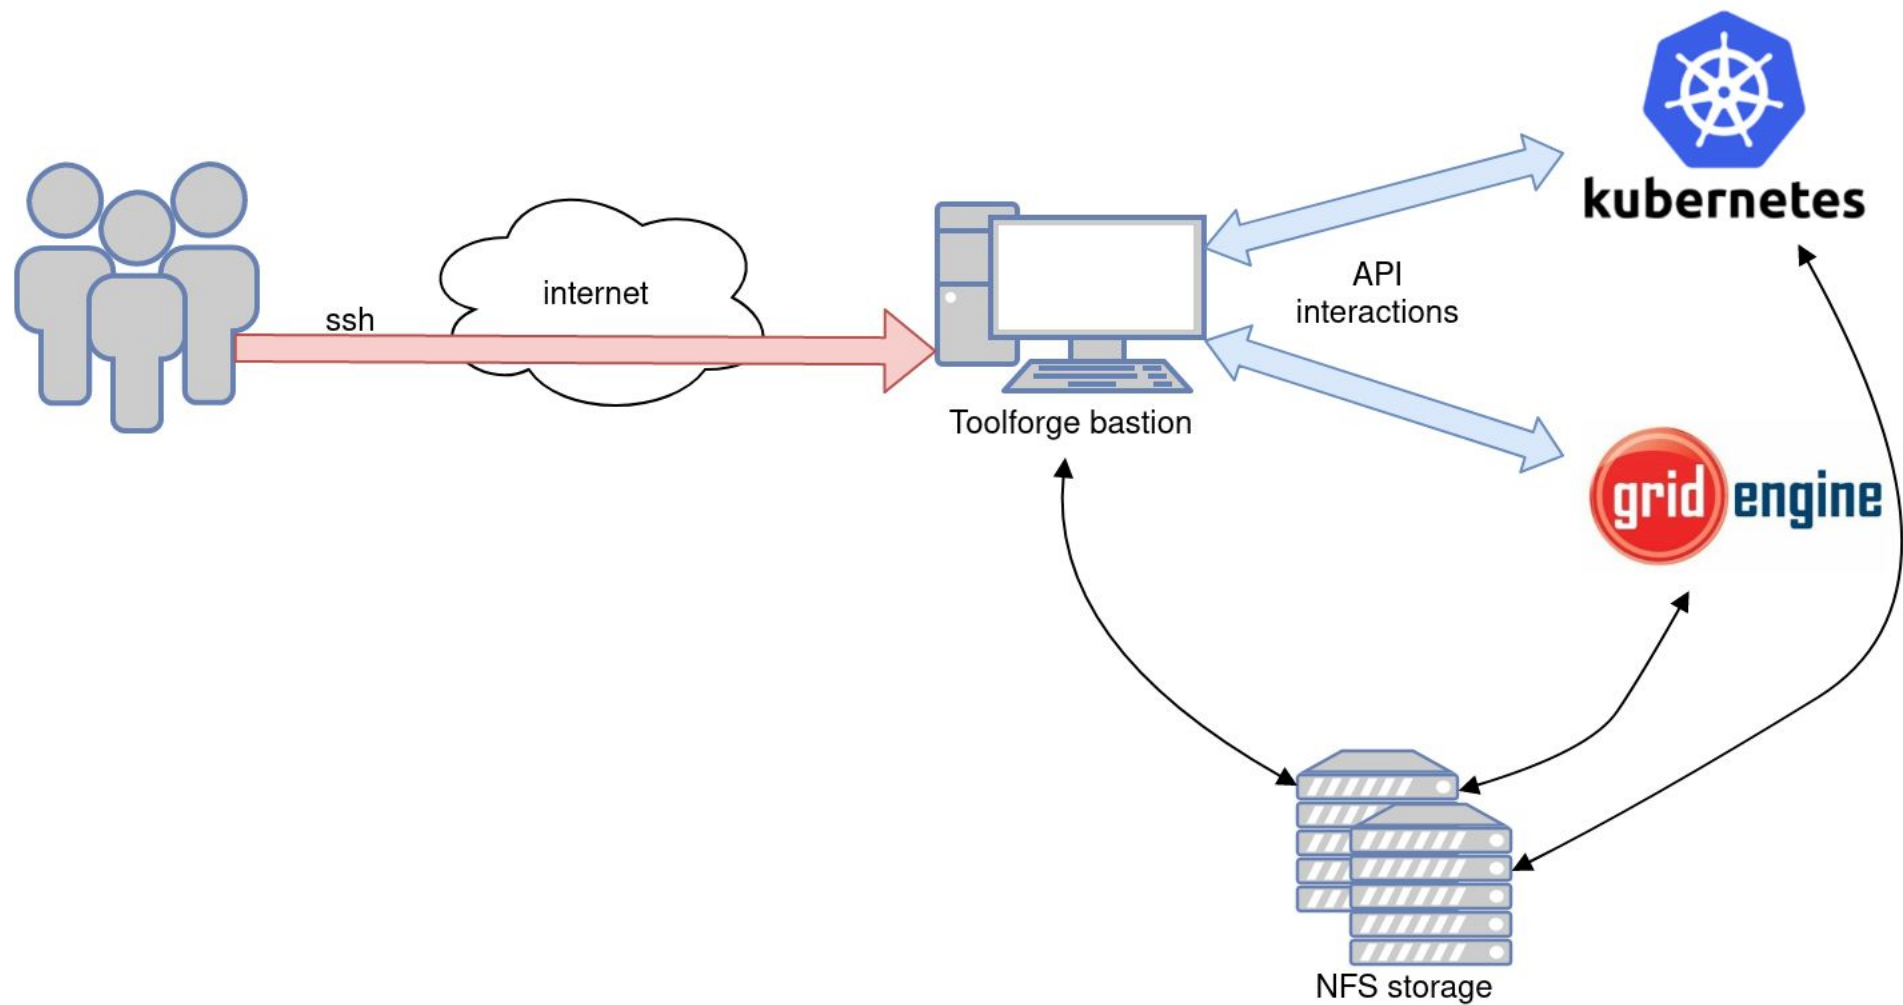 kubernetes
internet
ssh
API
interactions
Toolforge bastion
grid engine
NFS storage